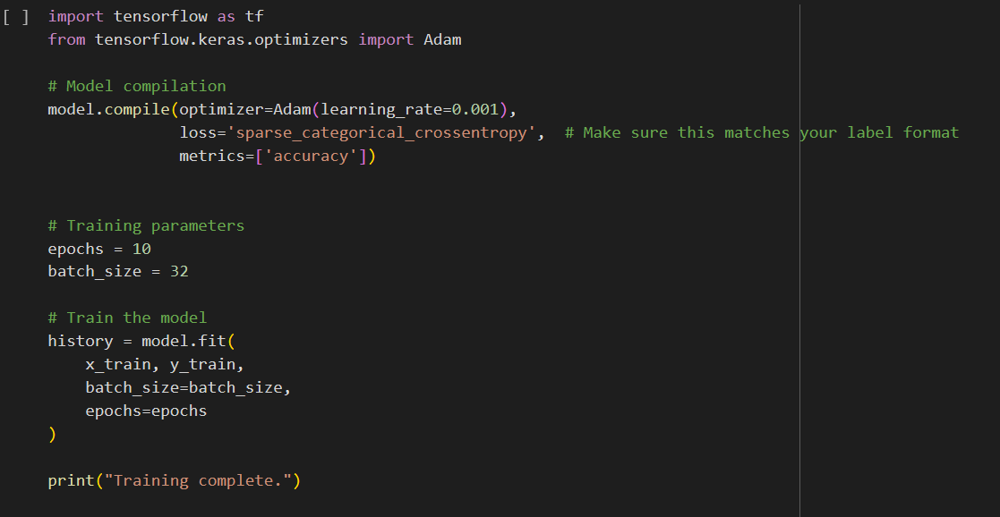 [ ] import tensorflow as tf
from tensorflow.keras.optimizers import Adam
# Model compilation
model.compile(optimizer=Adam(learning_rate=0.001),
loss='sparse_categorical_crossentropy',  # Make sure this matches your label format
metrics=['accuracy'])
# Training parameters
epochs = 10
batch_size = 32
# Train the model
history = model.fit(
x_train, y_train,
batch_size=batch_size,
epochs=epochs
)
print("Training complete.")